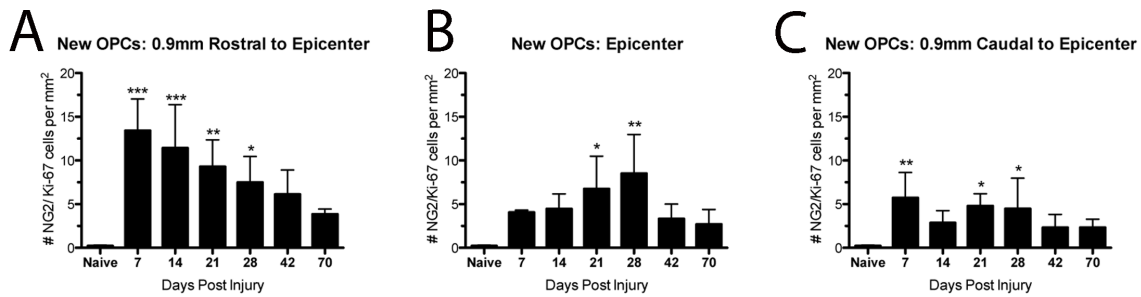 A
New OPCs: 0.9mm Rostral to Epicenter
# NG2/ Ki-67 cells per mm2
20
15
10
5
0
***
***
**
*
Naive 7 14 21 28 42 70
Days Post Injury
B
New OPCs: Epicenter
# NG2/Ki-67 cells per mm2
20
15
10
5
0
*
**
Naive 7 14 21 28 42 70
Days Post Injury
C
New OPCs: 0.9mm Caudal to Epicenter
# NG2/Ki-67 cells per mm2
20
15
10
5
0
**
*
*
Naive 7 14 21 28 42 70
Days Post Injury